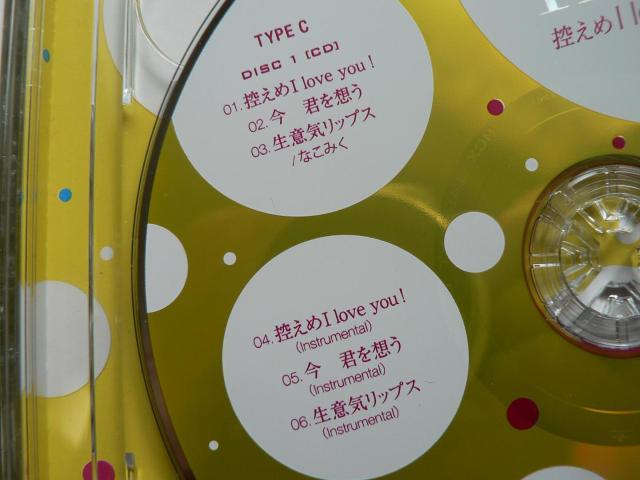 TYPE C
DISC 1 [CD]
01. 控えめI love you！
02. 今　君を想う
03. 生意気リップス
/なこみく
控えめI lo
04. 控えめI love you！
(Instrumental)
05. 今　君を想う
(Instrumental)
06. 生意気リップス
(Instrumental)